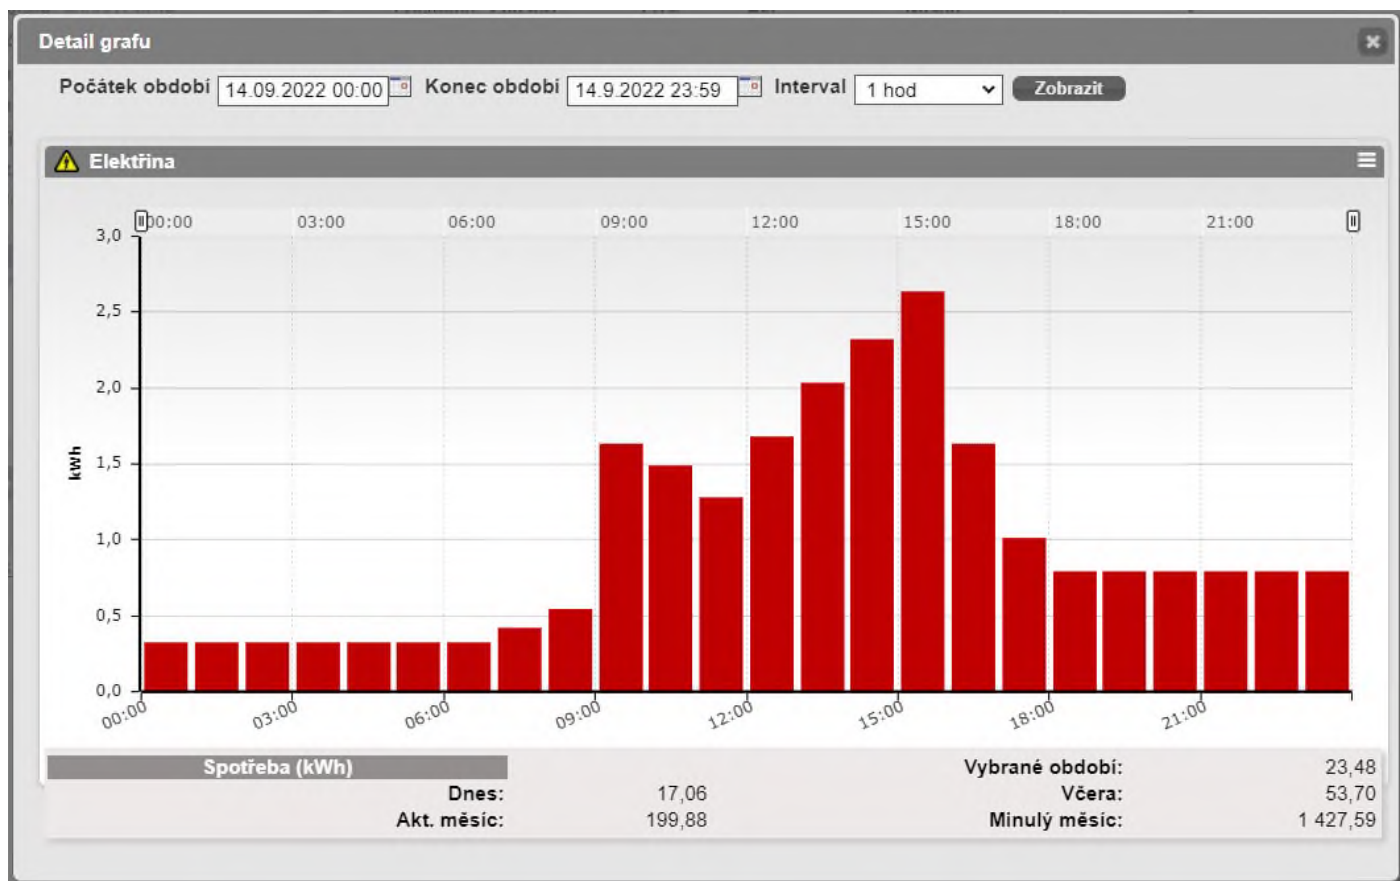 Detail grafu
Počátek období 14.09.2022 00:00 Konec období 14.9.2022 23:59 Interval 1 hod Zobrazit
Elektřina
00:00 03:00 06:00 09:00 12:00 15:00 18:00 21:00
3,0
2,5
2,0
1,5
1,0
0,5
0,0
kWh
00:00 03:00 06:00 09:00 12:00 15:00 18:00 21:00
Spotřeba (kWh) Vybrané období: 23,48
Dnes: 17,06 Včera: 53,70
Akt. měsíc: 199,88 Minulý měsíc: 1 427,59